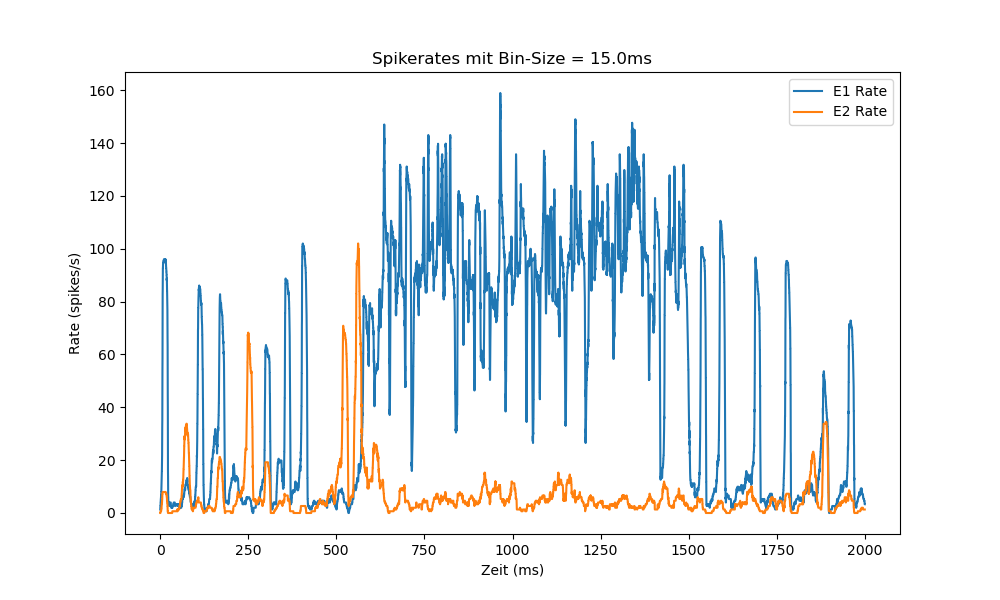 Spikerates mit Bin-Size = 15.0ms
E1 Rate
E2 Rate
160
140
120
100
80
60
40
20
0
Rate (spikes/s)
0 250 500 750 1000 1250 1500 1750 2000
Zeit (ms)